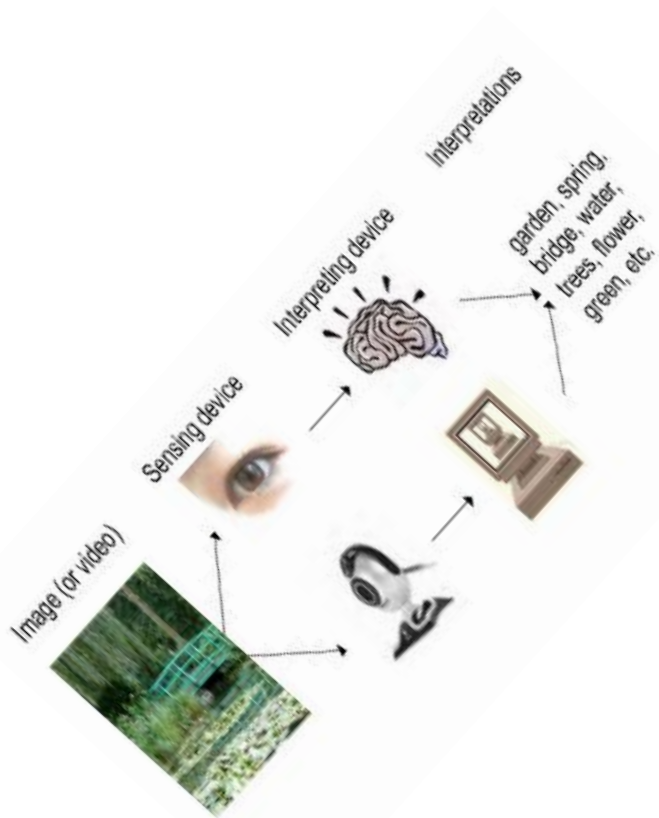 Image (or video)
Sensing device
Interpreting device
Interpretations
garden, spring,
bridge, water,
trees, flower,
green, etc.